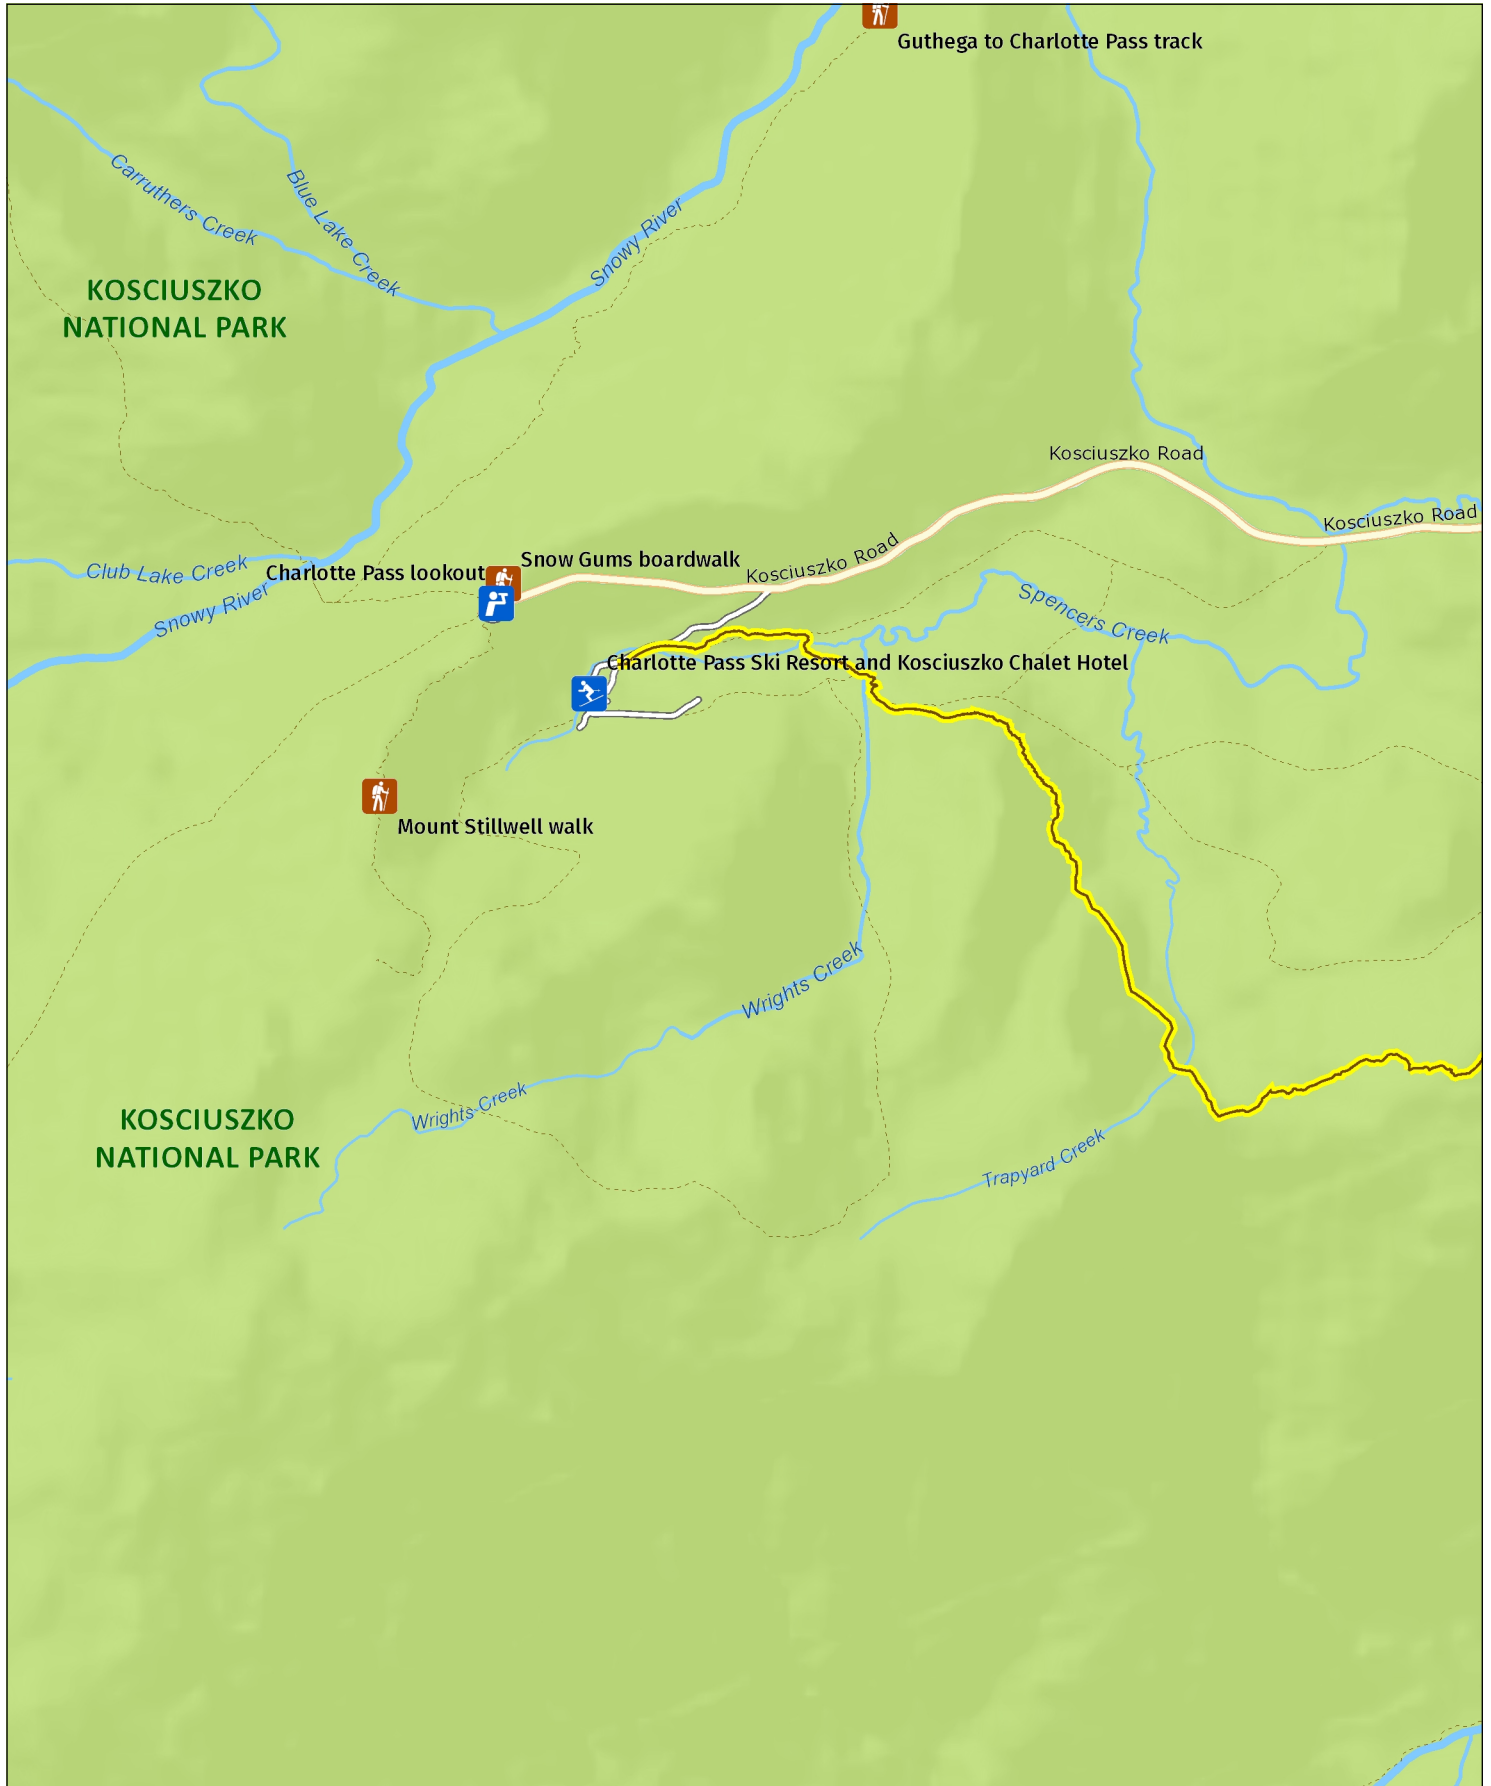 Guthega to Charlotte Pass track
Carruthers Creek
Blue Lake Creek
Snowy River
KOSCIUSZKO
NATIONAL PARK
Kosciuszko Road
Kosciuszko Road
Kosciuszko Road
Snow Gums boardwalk
Charlotte Pass lookout
Club Lake Creek
Snowy River
Spencers Creek
Charlotte Pass Ski Resort and Kosciuszko Chalet Hotel
Mount Stillwell walk
Wrights Creek
Wrights Creek
KOSCIUSZKO
NATIONAL PARK
Trapyard Creek